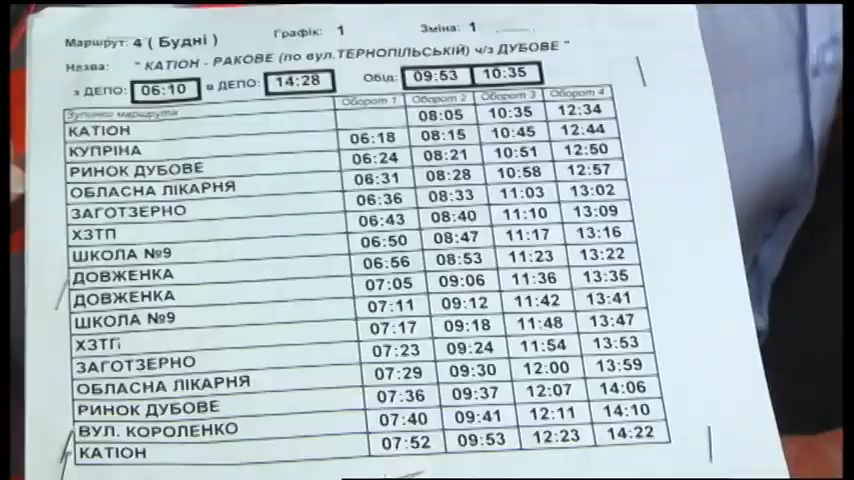 Маршрут: 4 ( Будні ) Графік: 1 Зміна: 1
Назва: " КАТІОН - РАКОВЕ (по вул.ТЕРНОПІЛЬСЬКІЙ) ч/з ДУБОВЕ "
з ДЕПО: 06:10 в ДЕПО: 14:28 Обід: 09:53 10:35
Зупинки маршрута Оборот 1 Оборот 2 Оборот 3 Оборот 4
КАТІОН 08:05 10:35 12:34
КУПРІНА 06:18 08:15 10:45 12:44
РИНОК ДУБОВЕ 06:24 08:21 10:51 12:50
ОБЛАСНА ЛІКАРНЯ 06:31 08:28 10:58 12:57
ЗАГОТЗЕРНО 06:36 08:33 11:03 13:02
ХЗТП 06:43 08:40 11:10 13:09
ШКОЛА №9 06:50 08:47 11:17 13:16
ДОВЖЕНКА 06:56 08:53 11:23 13:22
ДОВЖЕНКА 07:05 09:06 11:36 13:35
ШКОЛА №9 07:11 09:12 11:42 13:41
ХЗТП 07:17 09:18 11:48 13:47
ЗАГОТЗЕРНО 07:23 09:24 11:54 13:53
ОБЛАСНА ЛІКАРНЯ 07:29 09:30 12:00 13:59
РИНОК ДУБОВЕ 07:36 09:37 12:07 14:06
ВУЛ. КОРОЛЕНКО 07:40 09:41 12:11 14:10
КАТІОН 07:52 09:53 12:23 14:22